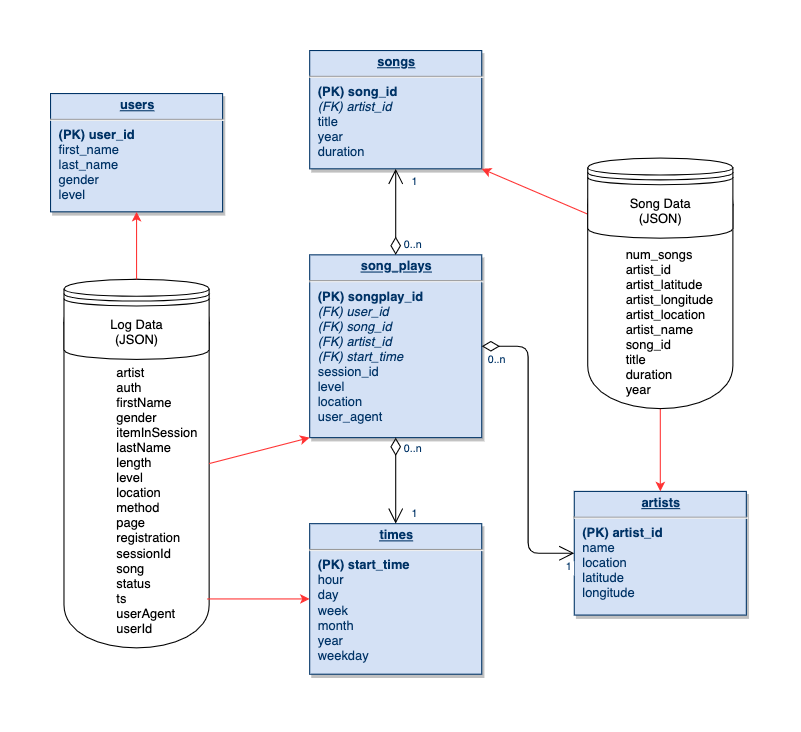 songs
(PK) song_id
(FK) artist_id
title
year
duration
users
(PK) user_id
first_name
last_name
gender
level
Song Data
(JSON)
num_songs
artist_id
artist_latitude
artist_longitude
artist_location
artist_name
song_id
title
duration
year
1
0..n
song_plays
(PK) songplay_id
(FK) user_id
(FK) song_id
(FK) artist_id
(FK) start_time
session_id
level
location
user_agent
0..n
0..n
1
1
Log Data
(JSON)
artist
auth
firstName
gender
itemInSession
lastName
length
level
location
method
page
registration
sessionId
song
status
ts
userAgent
userId
times
(PK) start_time
hour
day
week
month
year
weekday
artists
(PK) artist_id
name
location
latitude
longitude